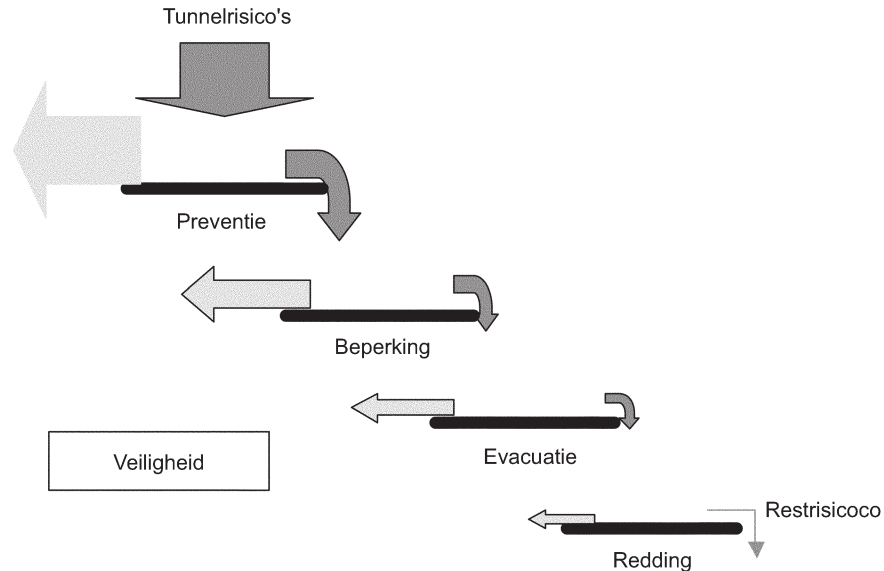 Tunnelrisico's
Preventie
Beperking
Evacuatie
Veiligheid
Restrisicoco
Redding